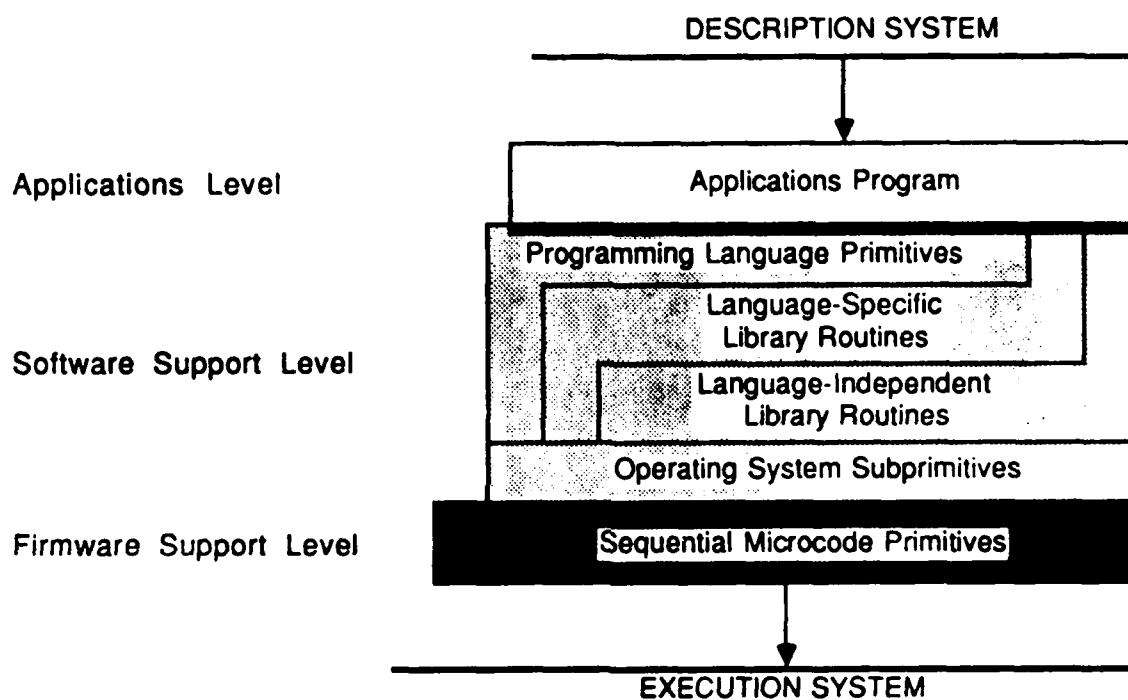 DESCRIPTION SYSTEM
Applications Level
Applications Program
Programming Language Primitives
Language-Specific
Library Routines
Software Support Level
Language-Independent
Library Routines
Operating System Subprimitives
Firmware Support Level
Sequential Microcode Primitives
EXECUTION SYSTEM